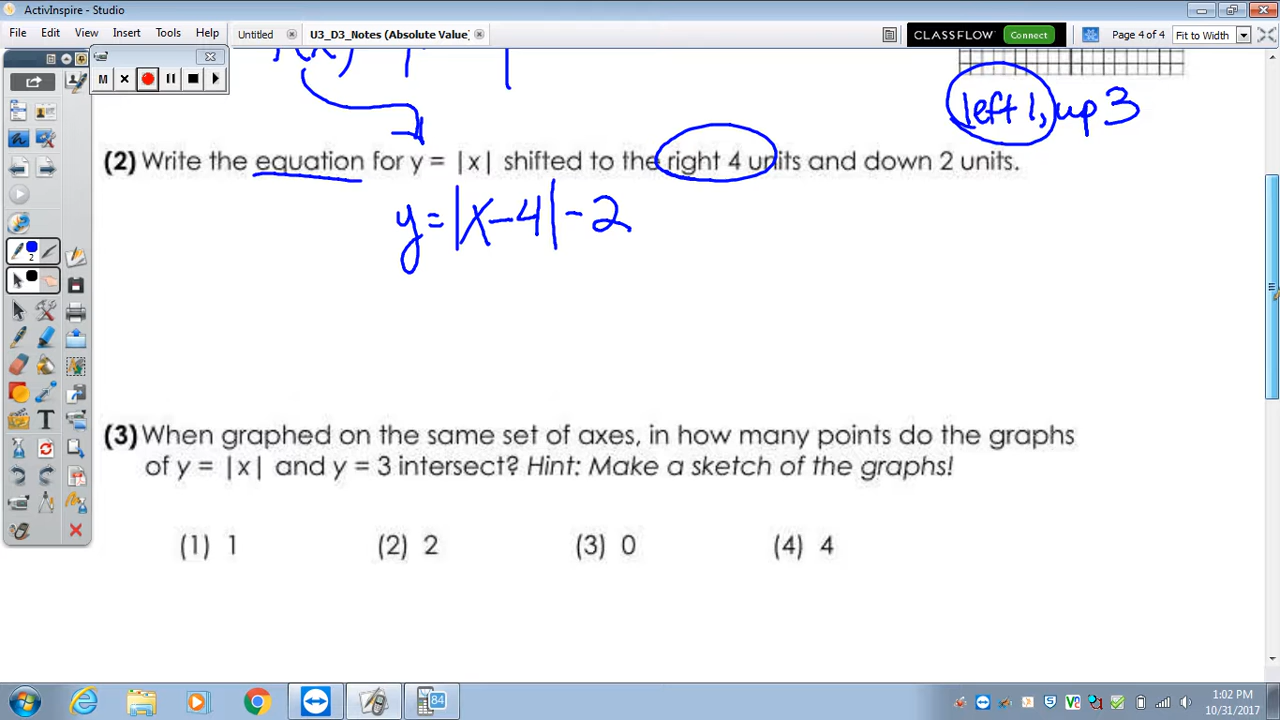 ActivInspire - Studio
File Edit View Insert Tools Help Untitled U3_D3_Notes (Absolute Value) CLASSFLOW Connect Page 4 of 4 Fit to Width
M
left 1, up 3
(2) Write the equation for y = |x| shifted to the right 4 units and down 2 units.
y = |x-4| - 2
2
(3) When graphed on the same set of axes, in how many points do the graphs
of y = |x| and y = 3 intersect? Hint: Make a sketch of the graphs!
(1) 1 (2) 2 (3) 0 (4) 4
84
1:02 PM
10/31/2017